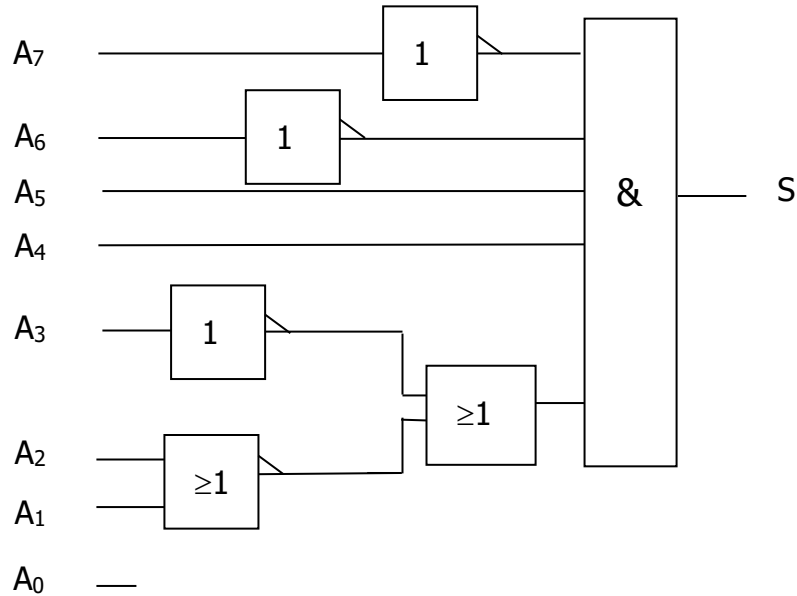 A₇ 1
A₆ 1
A₅ & S
A₄
A₃ 1
≥1
A₂ ≥1
A₁
A₀